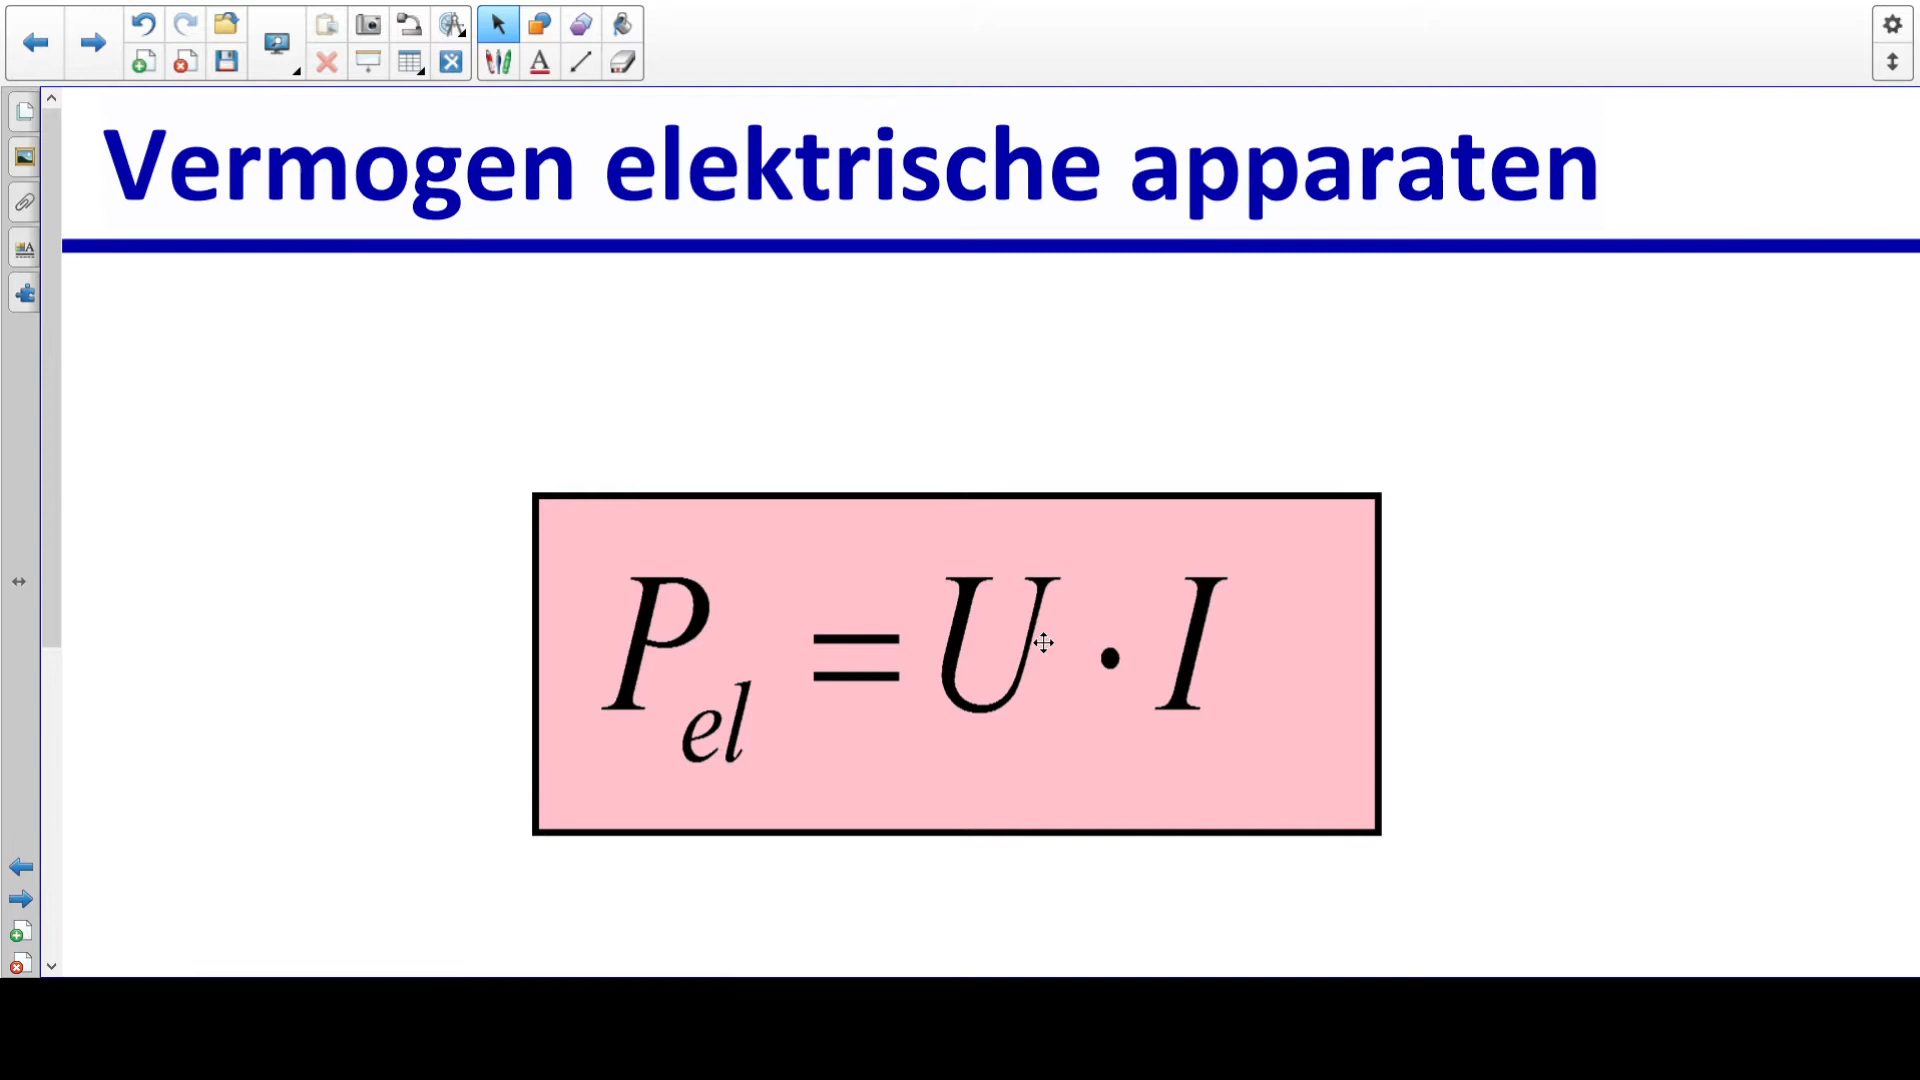 Vermogen elektrische apparaten
P_el = U · I